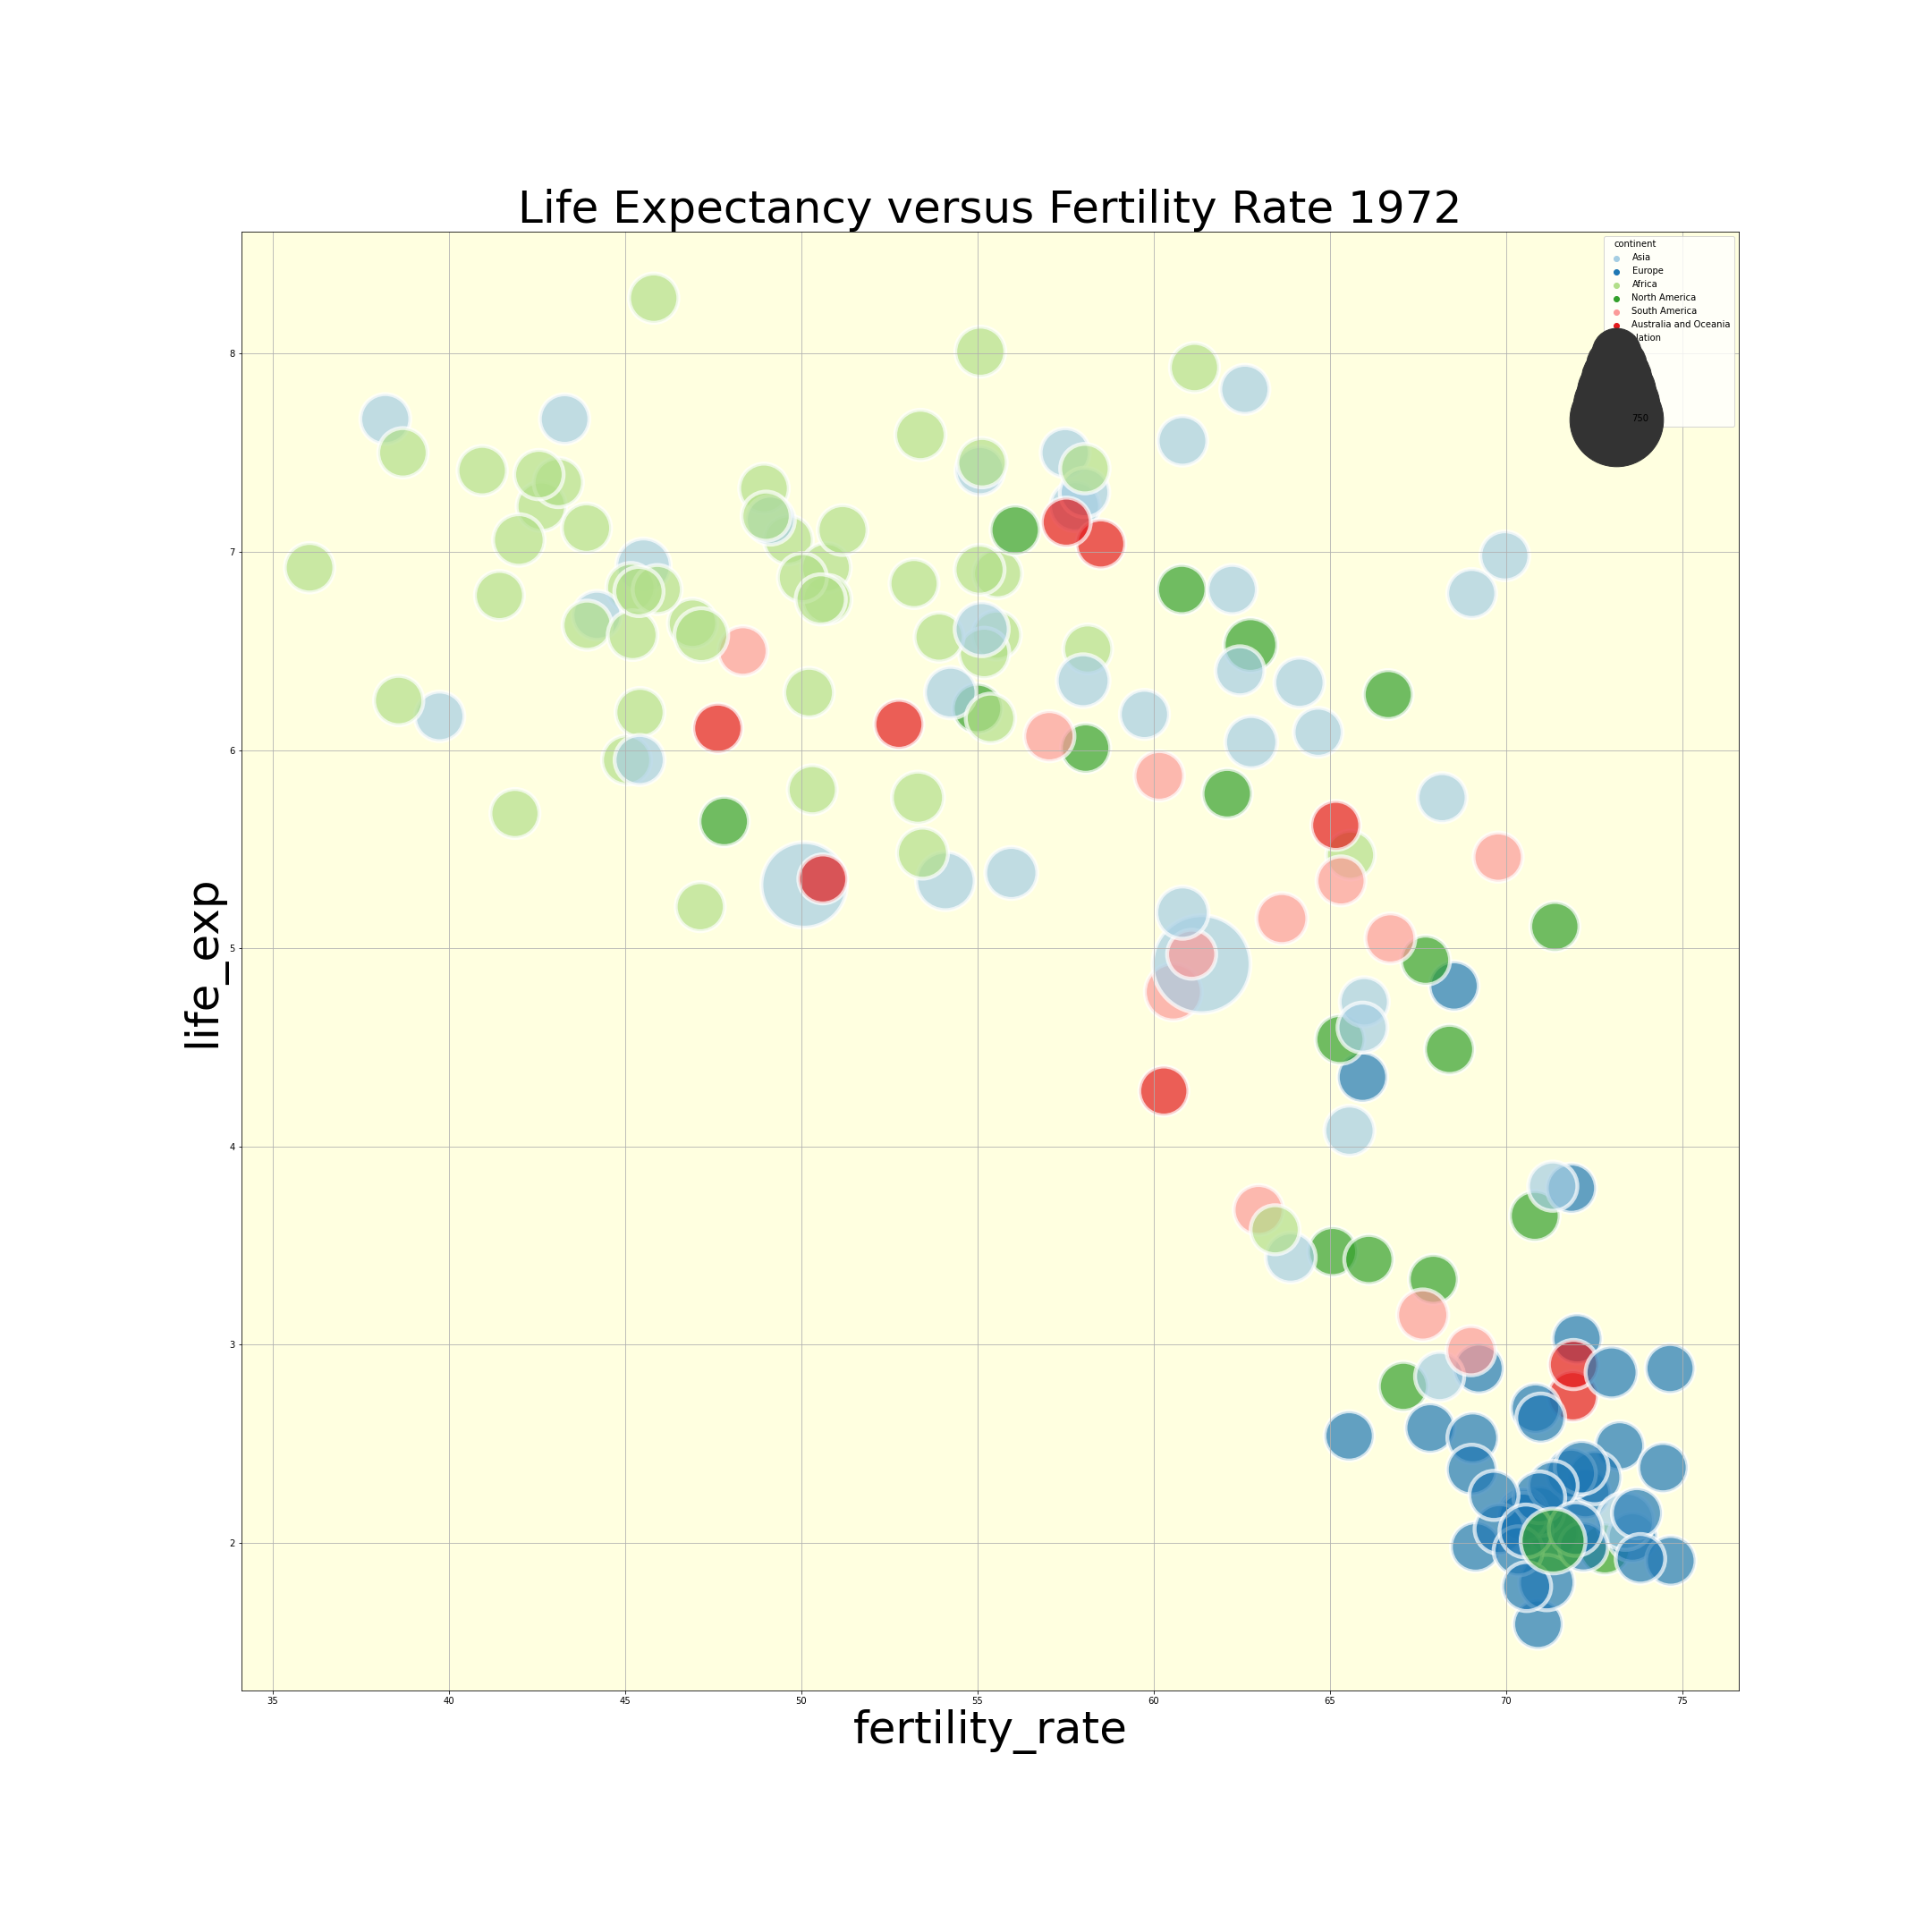 Life Expectancy versus Fertility Rate 1972
continent
Asia
Europe
Africa
North America
South America
Australia and Oceania
lation
750
life_exp
8
7
6
5
4
3
2
35 40 45 50 55 60 65 70 75
fertility_rate